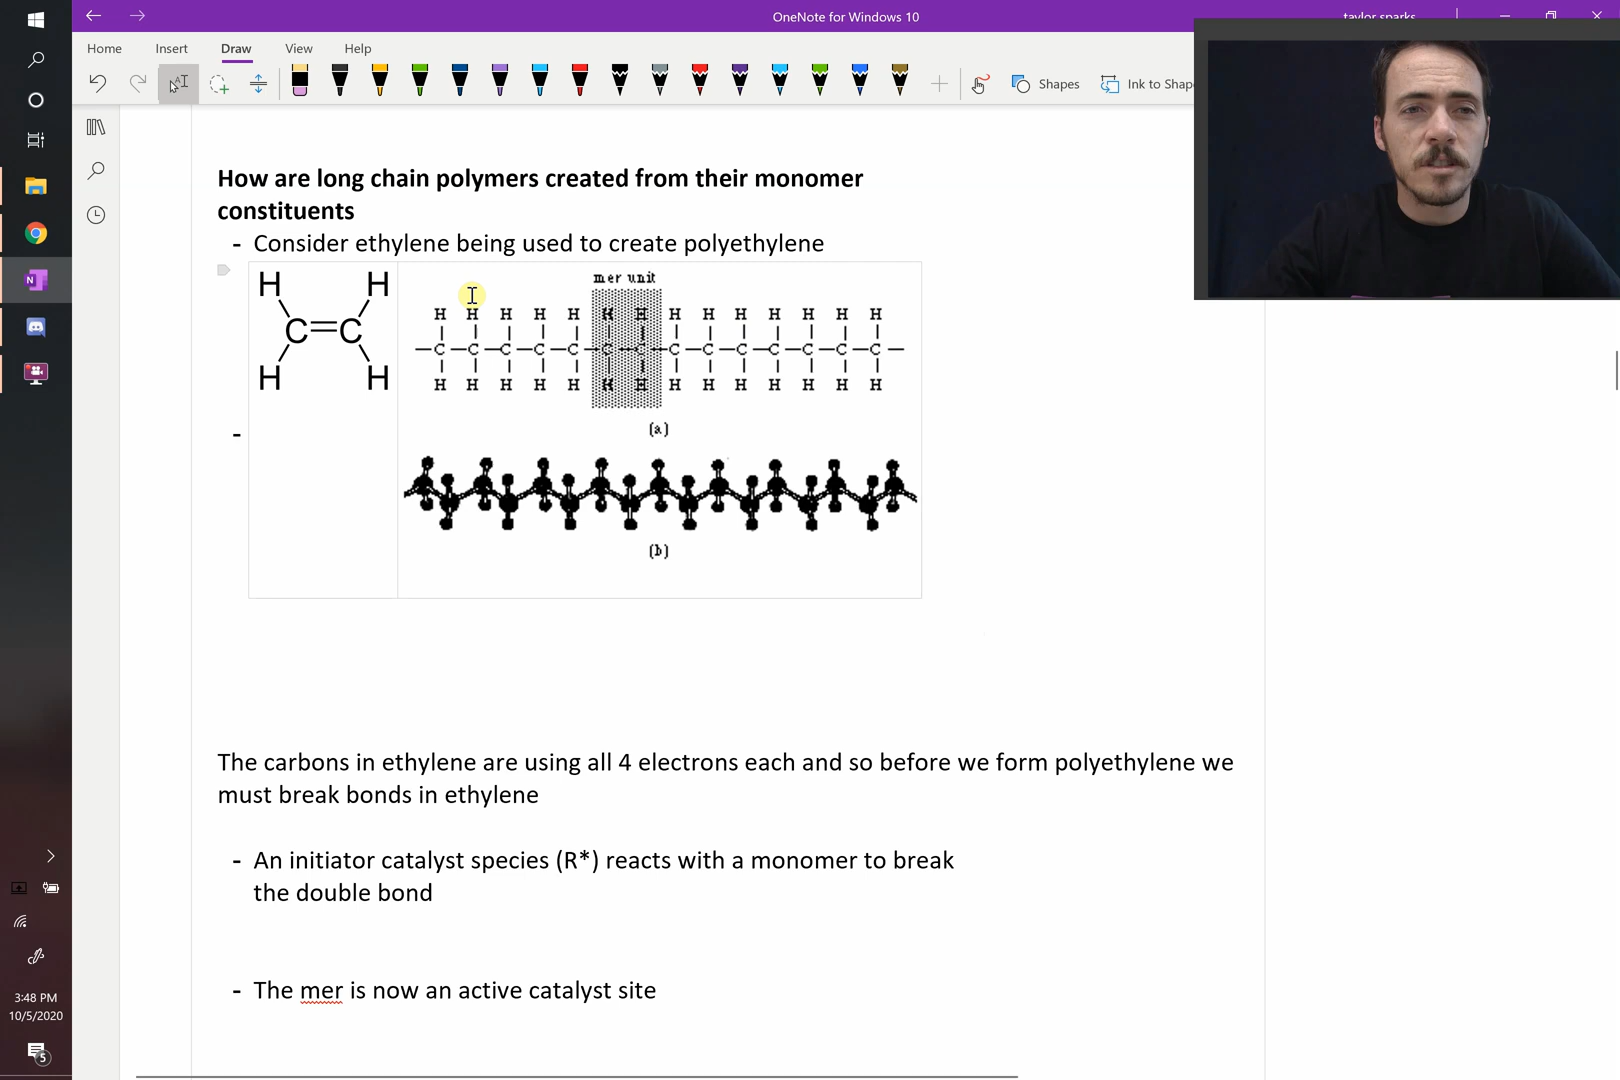 OneNote for Windows 10
taylor sparks
Home Insert Draw View Help
Shapes
Ink to Shap
How are long chain polymers created from their monomer
constituents
- Consider ethylene being used to create polyethylene
H H
C=C
H H
-
mer unit
H H H H H H H H H H H H H H
-C-C-C-C-C-C-C-C-C-C-C-C-C-C-
H H H H H H H H H H H H H H
(a)
(b)
The carbons in ethylene are using all 4 electrons each and so before we form polyethylene we
must break bonds in ethylene
- An initiator catalyst species (R*) reacts with a monomer to break
the double bond
- The mer is now an active catalyst site
3:48 PM
10/5/2020
5